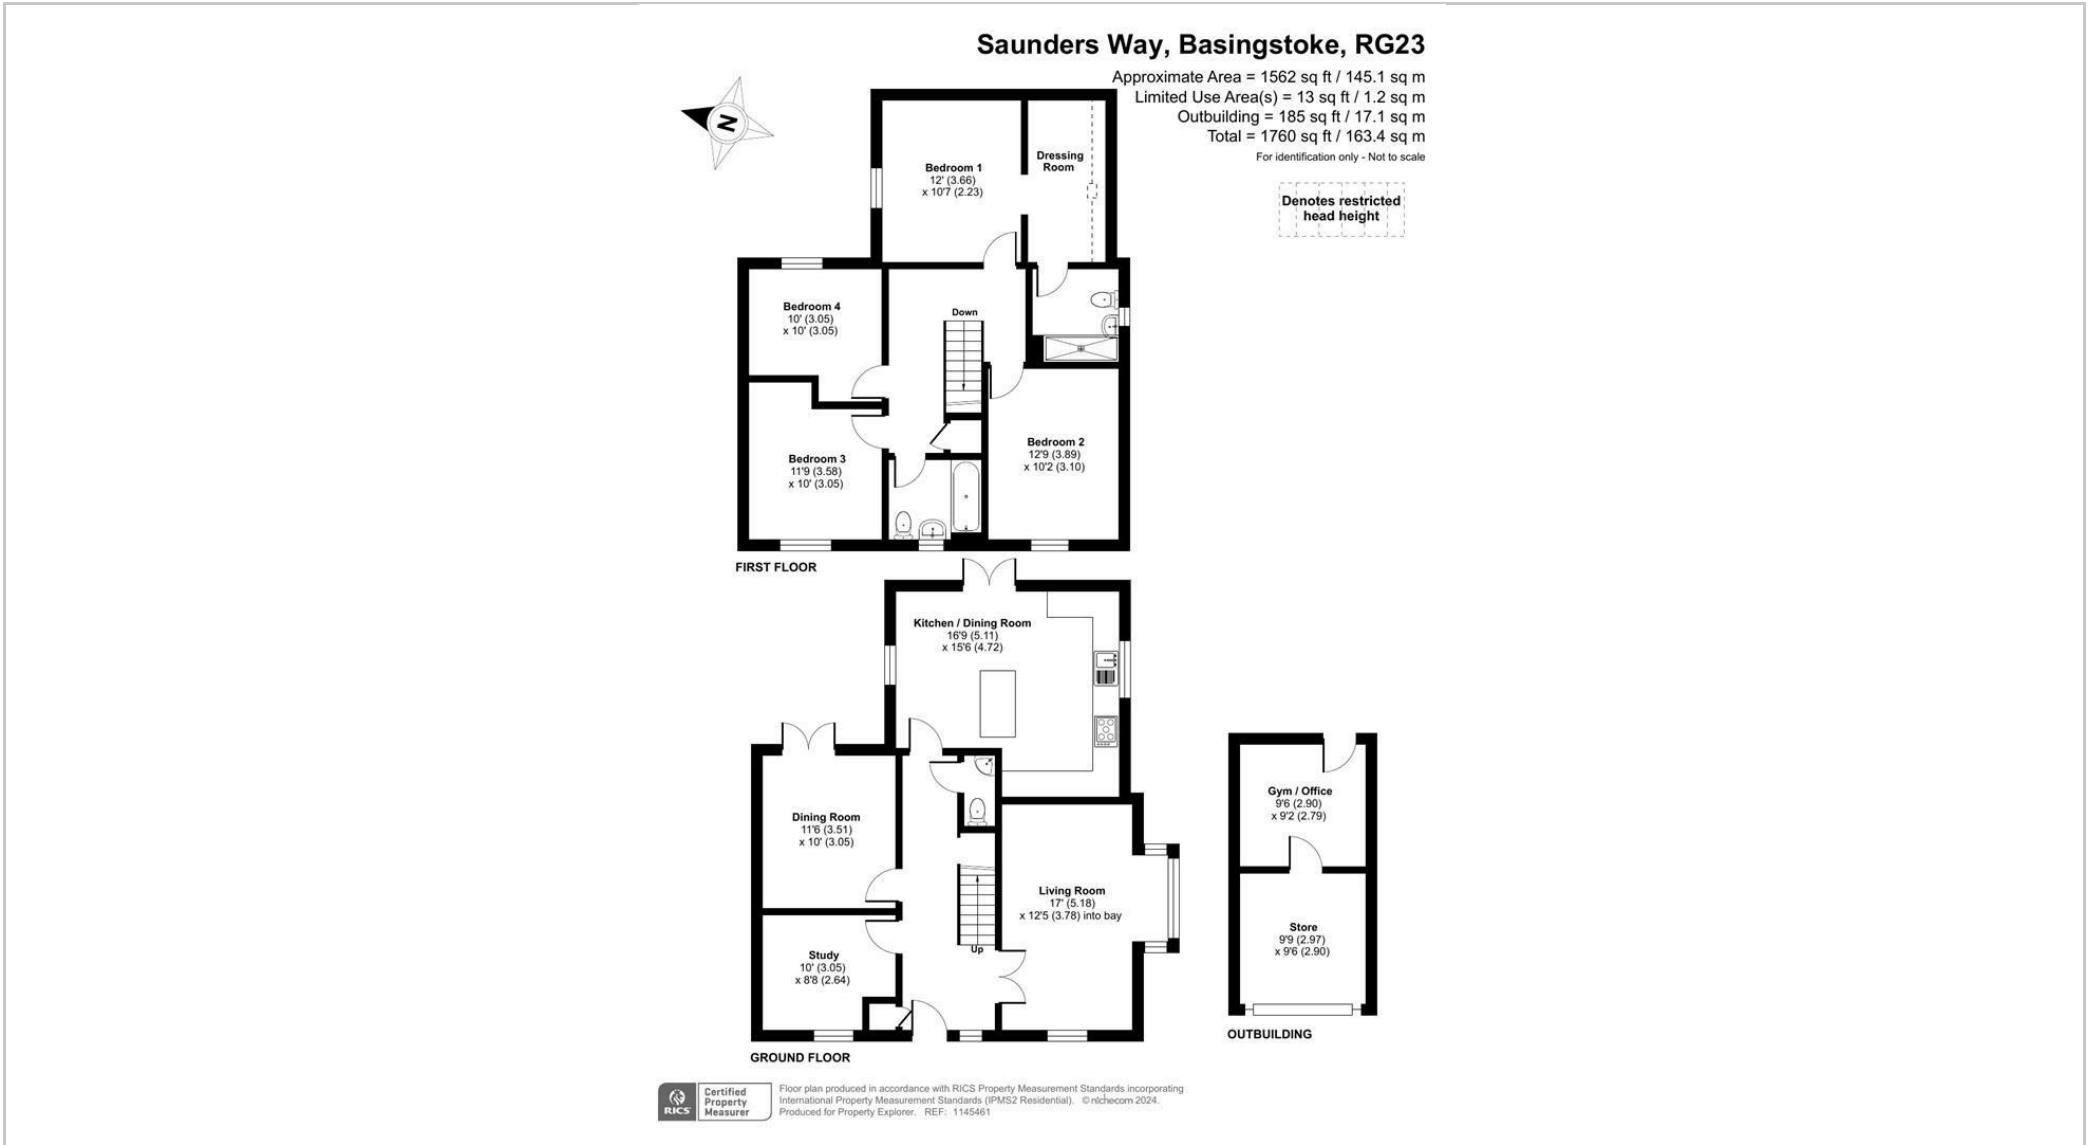 Saunders Way, Basingstoke, RG23
Approximate Area = 1562 sq ft / 145.1 sq m
Limited Use Area(s) = 13 sq ft / 1.2 sq m
Outbuilding = 185 sq ft / 17.1 sq m
Total = 1760 sq ft / 163.4 sq m
For identification only - Not to scale
Denotes restricted
head height
N
Bedroom 1
12' (3.66)
x 10'7 (2.23)
Dressing
Room
Bedroom 4
10' (3.05)
x 10' (3.05)
Down
Bedroom 3
11'9 (3.58)
x 10' (3.05)
Bedroom 2
12'9 (3.89)
x 10'2 (3.10)
FIRST FLOOR
Kitchen / Dining Room
16'9 (5.11)
x 15'6 (4.72)
Dining Room
11'6 (3.51)
x 10' (3.05)
Living Room
17' (5.18)
x 12'5 (3.78) into bay
Up
Study
10' (3.05)
x 8'8 (2.64)
GROUND FLOOR
Gym / Office
9'6 (2.90)
x 9'2 (2.79)
Store
9'9 (2.97)
x 9'6 (2.90)
OUTBUILDING
RICS
Certified
Property
Measurer
Floor plan produced in accordance with RICS Property Measurement Standards incorporating
International Property Measurement Standards (IPMS2 Residential). © nichecom 2024.
Produced for Property Explorer. REF: 1145461